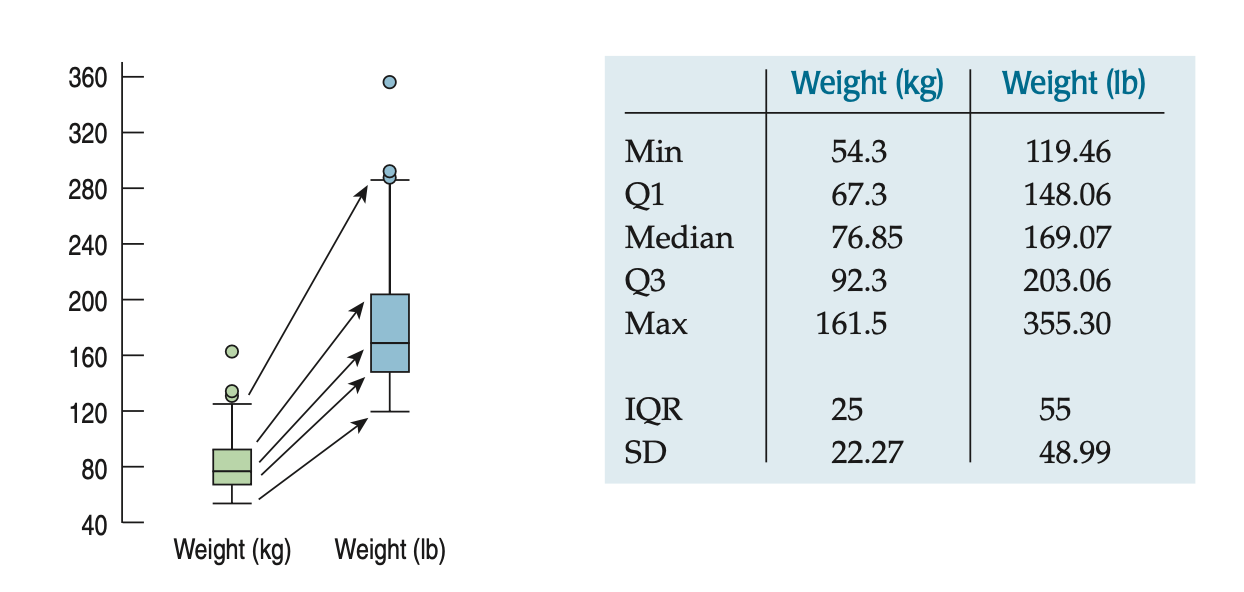 360
320
280
240
200
160
120
80
40
Weight (kg) Weight (lb)
Weight (kg) Weight (lb)
Min 54.3 119.46
Q1 67.3 148.06
Median 76.85 169.07
Q3 92.3 203.06
Max 161.5 355.30
IQR 25 55
SD 22.27 48.99